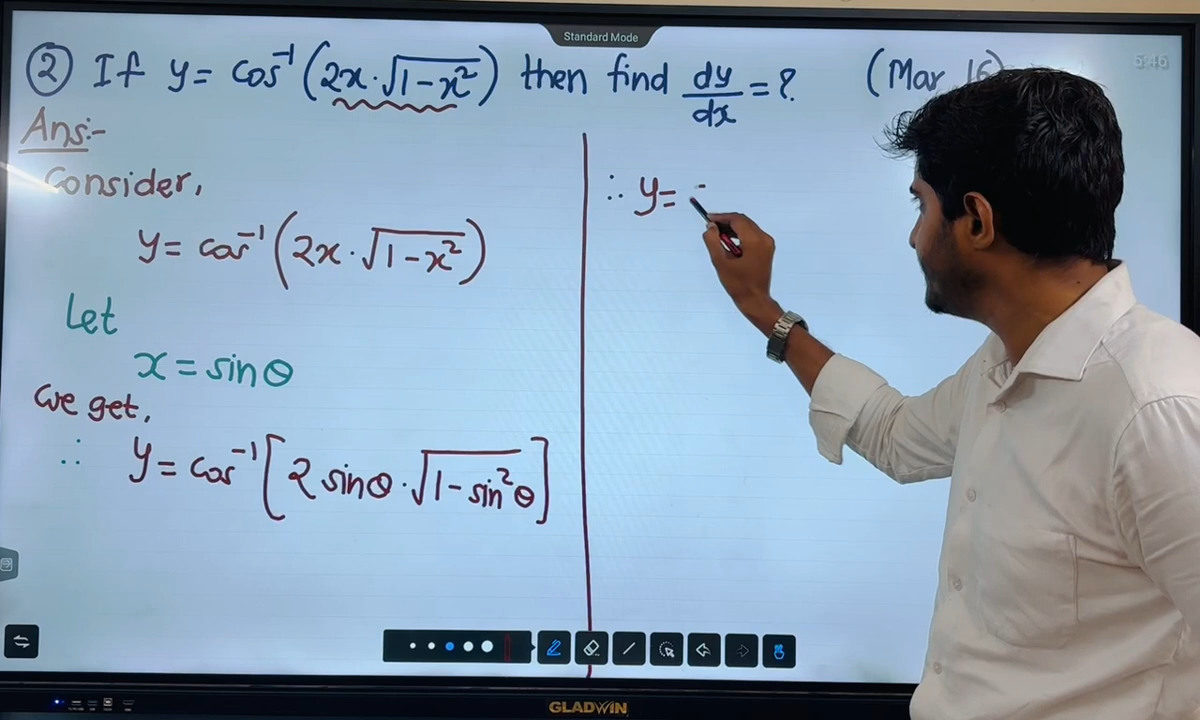 Standard Mode
5:46
② If y = cos⁻¹ (2x·√(1-x²)) then find dy/dx = ? (Mar 16)
Ans:-
Consider,
y = cos⁻¹ (2x·√(1-x²))
Let
x = sinθ
We get,
∴ y = cos⁻¹ [2 sinθ·√(1-sin²θ)]
∴ y =
GLADWIN